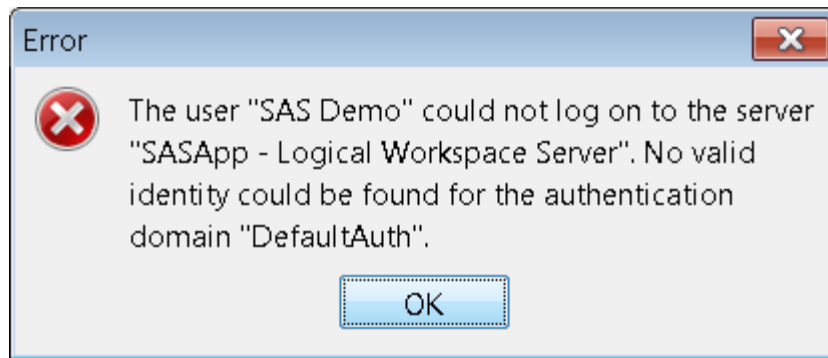 Error
The user "SAS Demo" could not log on to the server
"SASApp - Logical Workspace Server". No valid
identity could be found for the authentication
domain "DefaultAuth".
OK